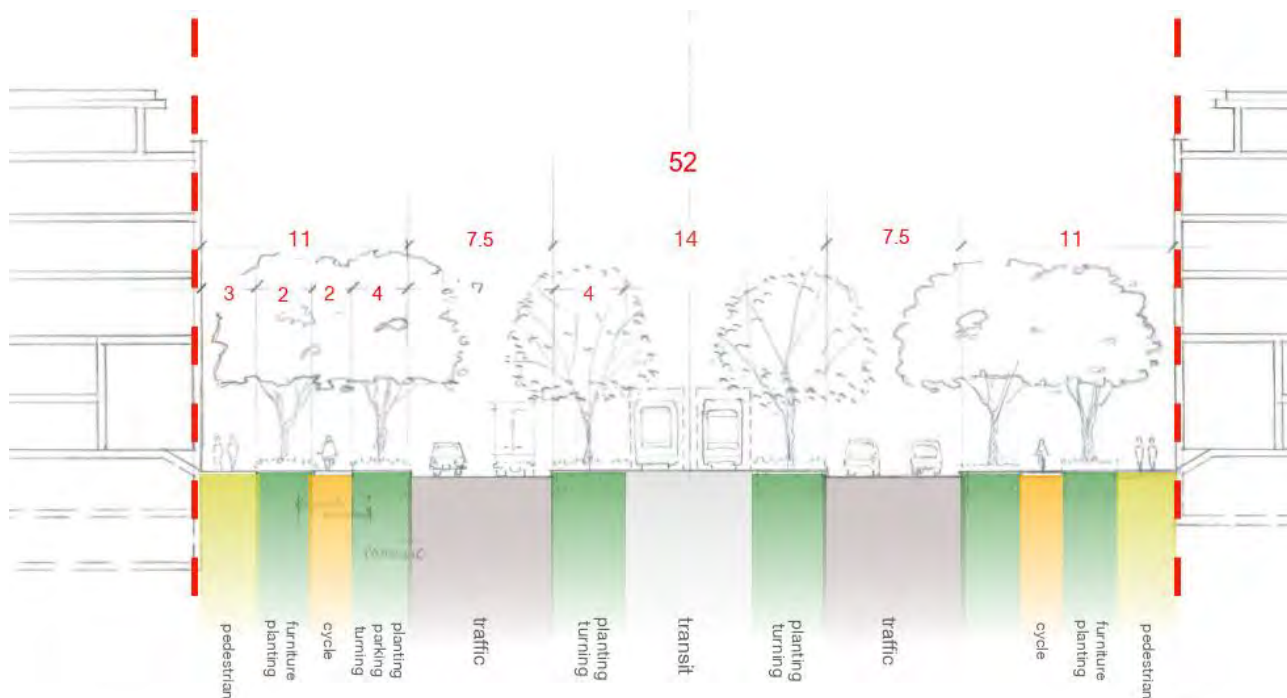 52
11
7.5
14
7.5
11
3
2
2
4
4
pedestrian
furniture
planting
cycle
planting
parking
turning
traffic
planting
turning
transit
planting
turning
traffic
cycle
furniture
planting
pedestrian